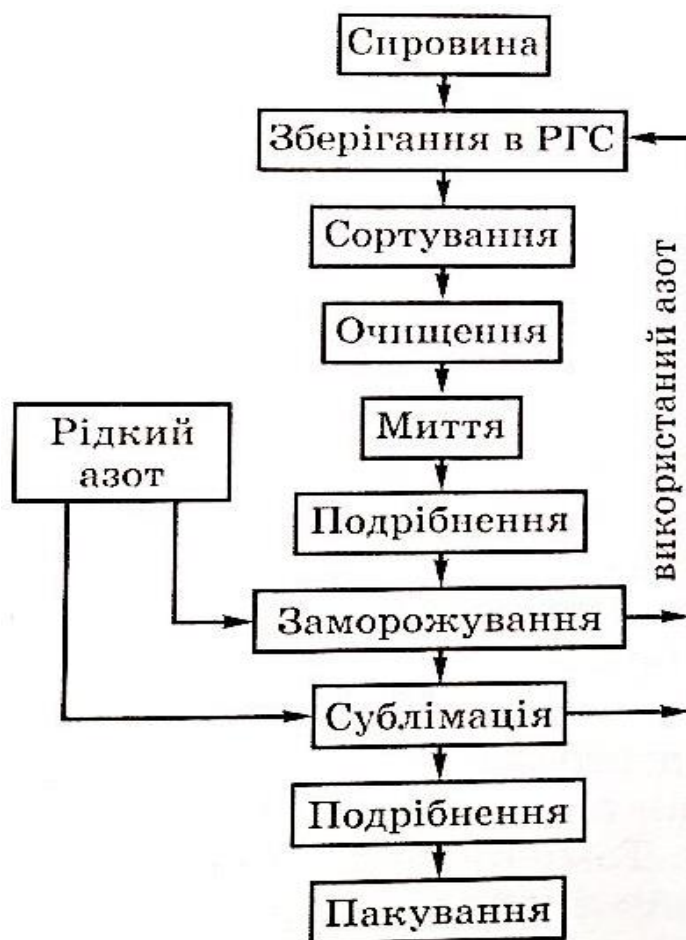 Сировина
Зберігання в РГС
Сортування
Очищення
Миття
Рідкий
азот
Подрібнення
Заморожування
Сублімація
Подрібнення
Пакування
використаний азот